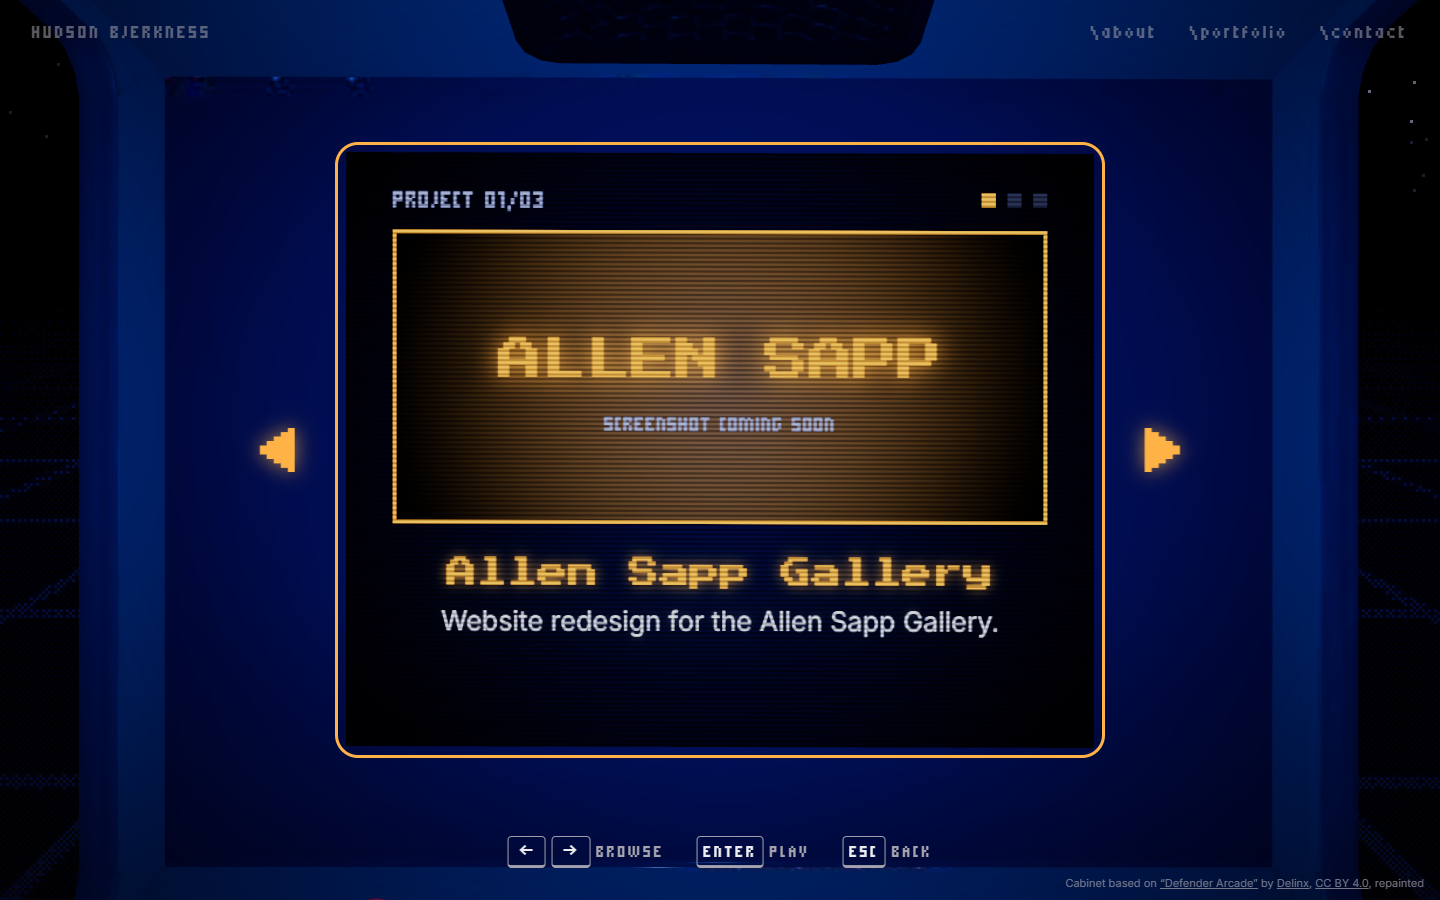 HUDSON BJERKNESS
\about \portfolio \contact
PROJECT 01/03
ALLEN SAPP
SCREENSHOT COMING SOON
Allen Sapp Gallery
Website redesign for the Allen Sapp Gallery.
← → BROWSE ENTER PLAY ESC BACK
Cabinet based on "Defender Arcade" by Delinx, CC BY 4.0, repainted